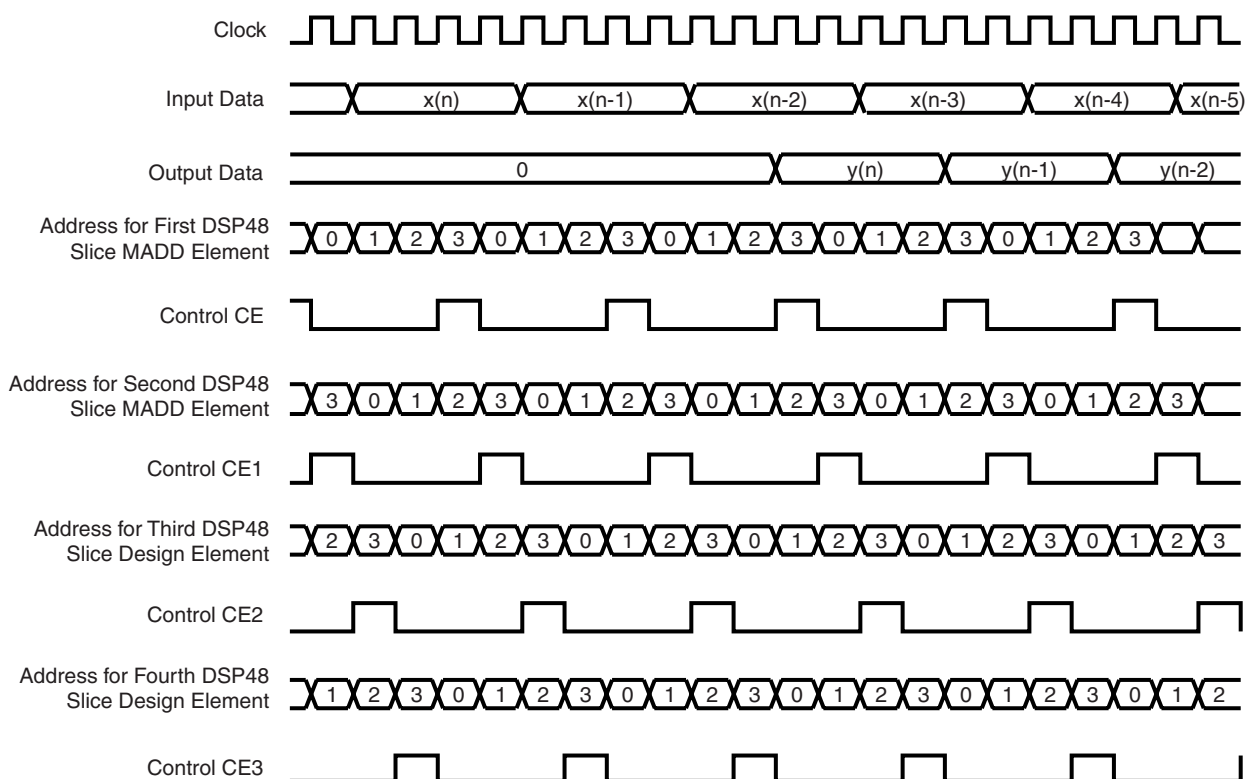 Clock
Input Data
x(n) x(n-1) x(n-2) x(n-3) x(n-4) x(n-5)
Output Data
0 y(n) y(n-1) y(n-2)
Address for First DSP48
Slice MADD Element
0 1 2 3 0 1 2 3 0 1 2 3 0 1 2 3 0 1 2 3
Control CE
Address for Second DSP48
Slice MADD Element
3 0 1 2 3 0 1 2 3 0 1 2 3 0 1 2 3 0 1 2 3
Control CE1
Address for Third DSP48
Slice Design Element
2 3 0 1 2 3 0 1 2 3 0 1 2 3 0 1 2 3 0 1 2 3
Control CE2
Address for Fourth DSP48
Slice Design Element
1 2 3 0 1 2 3 0 1 2 3 0 1 2 3 0 1 2 3 0 1 2
Control CE3